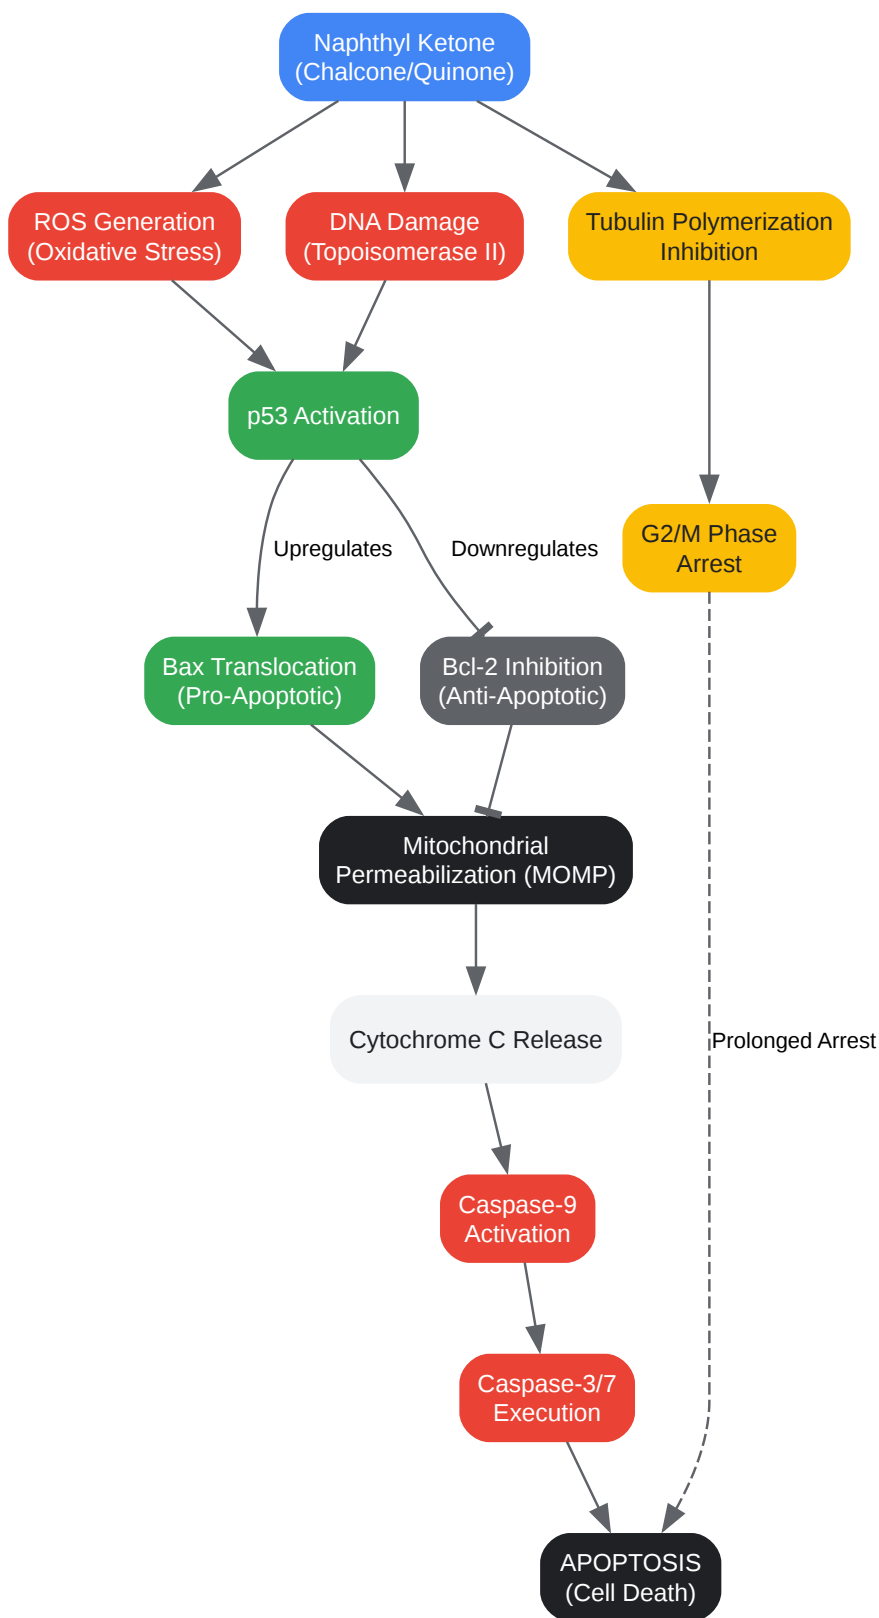 Naphthyl Ketone
(Chalcone/Quinone)
ROS Generation
(Oxidative Stress)
DNA Damage
(Topoisomerase II)
Tubulin Polymerization
Inhibition
p53 Activation
Upregulates
Downregulates
G2/M Phase
Arrest
Bax Translocation
(Pro-Apoptotic)
Bcl-2 Inhibition
(Anti-Apoptotic)
Mitochondrial
Permeabilization (MOMP)
Cytochrome C Release
Prolonged Arrest
Caspase-9
Activation
Caspase-3/7
Execution
APOPTOSIS
(Cell Death)